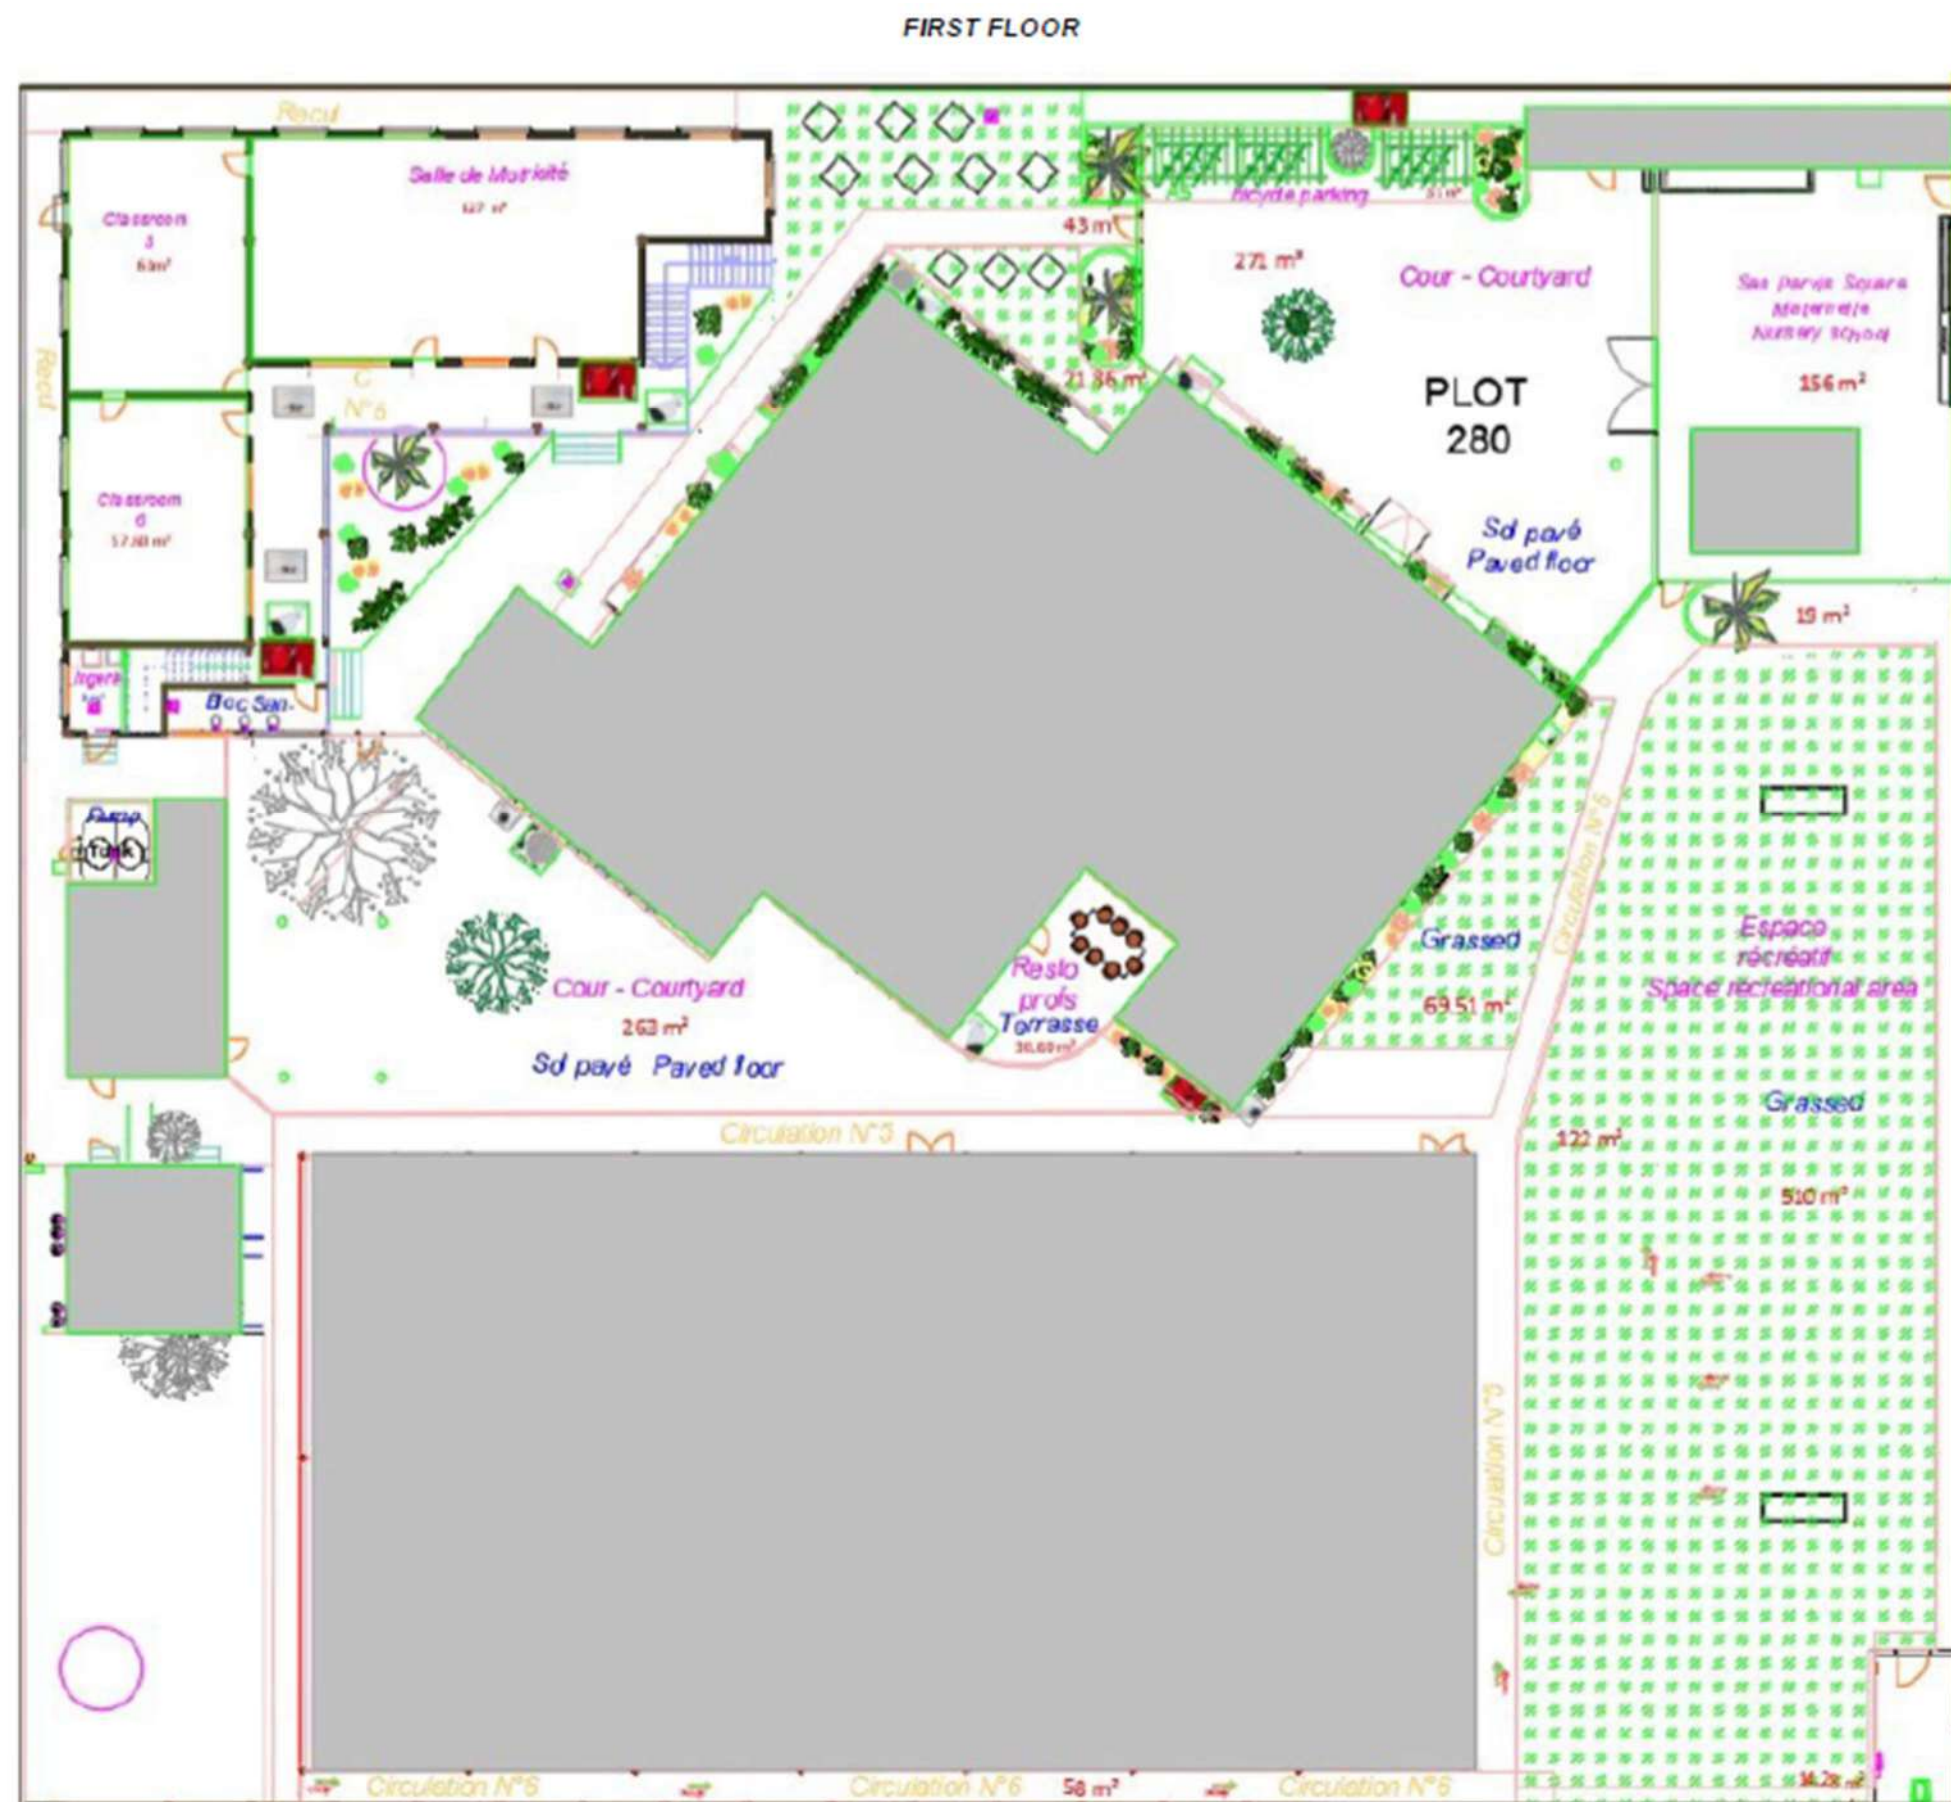 FIRST FLOOR
Recul
Salle de Motricité
Classroom
3
Recul
C
N°6
Classroom
6
Bloc San.
Pump
Tank
bicycle parking
43 m
271 m²
Cour - Courtyard
21.86 m²
PLOT
280
Sol pavé
Paved floor
Sas parvis Square
Maternelle
Nursery school
156 m²
19 m²
Circulation N°6
Grassed
69.51 m²
Espace
récréatif
Space recreational area
Grassed
122 m²
510 m²
Resto
profs
Terrasse
Cour - Courtyard
263 m²
Sol pavé Paved floor
Circulation N°5
Circulation N°5
Circulation N°6
Circulation N°6
58 m²
Circulation N°6